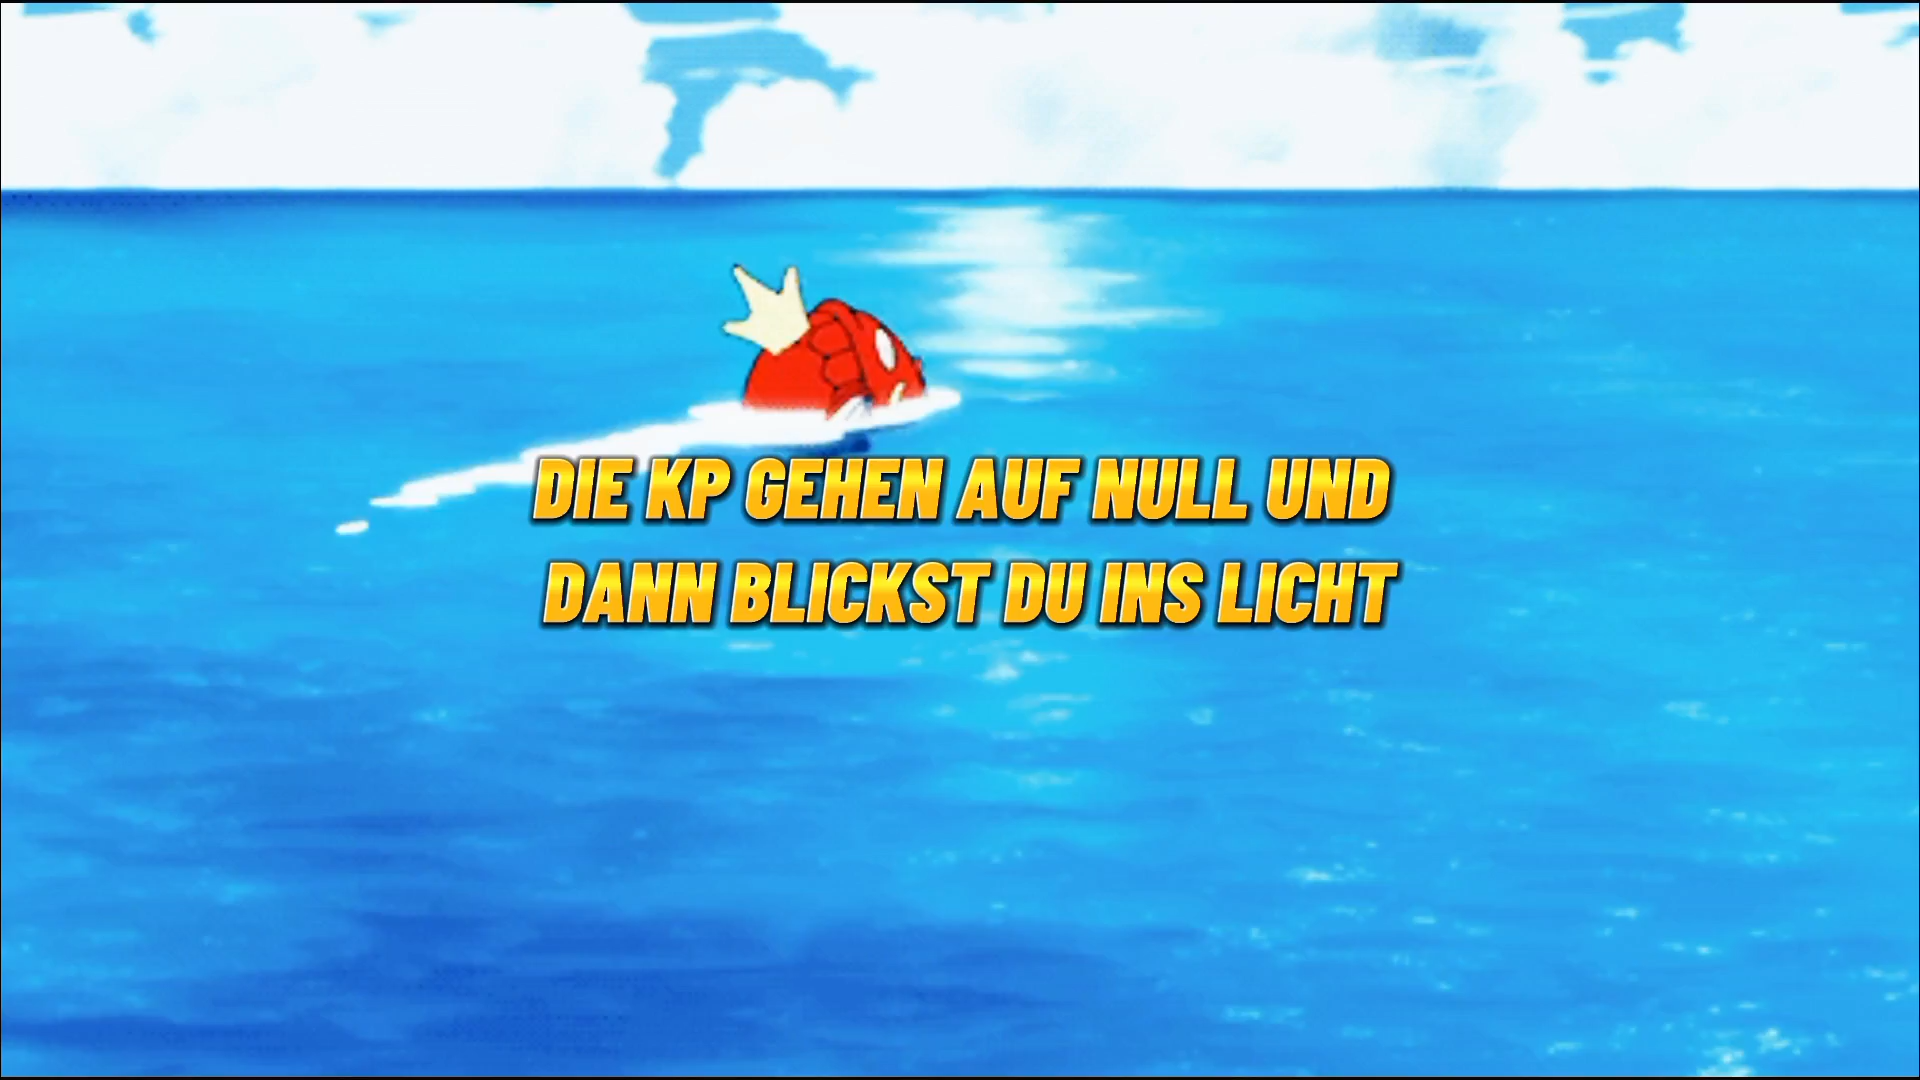 DIE KP GEHEN AUF NULL UND
DANN BLICKST DU INS LICHT